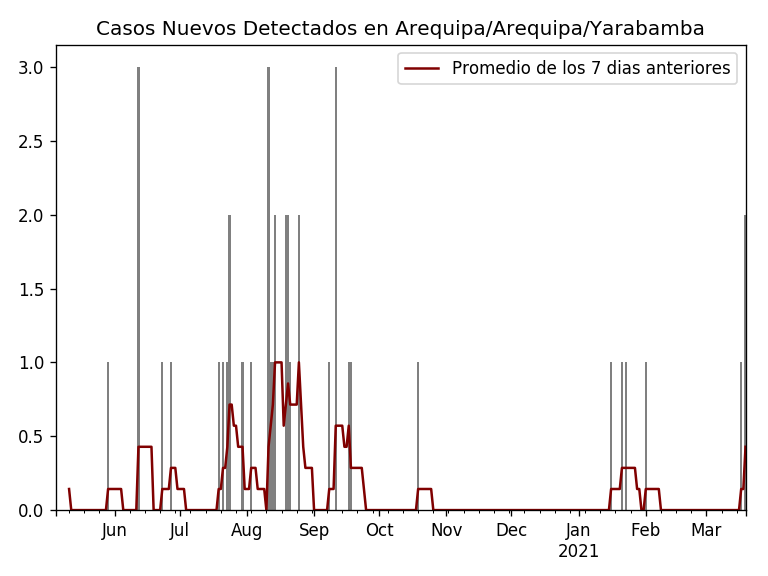 Casos Nuevos Detectados en Arequipa/Arequipa/Yarabamba
Promedio de los 7 dias anteriores
3.0
2.5
2.0
1.5
1.0
0.5
0.0
Jun Jul Aug Sep Oct Nov Dec Jan Feb Mar
2021